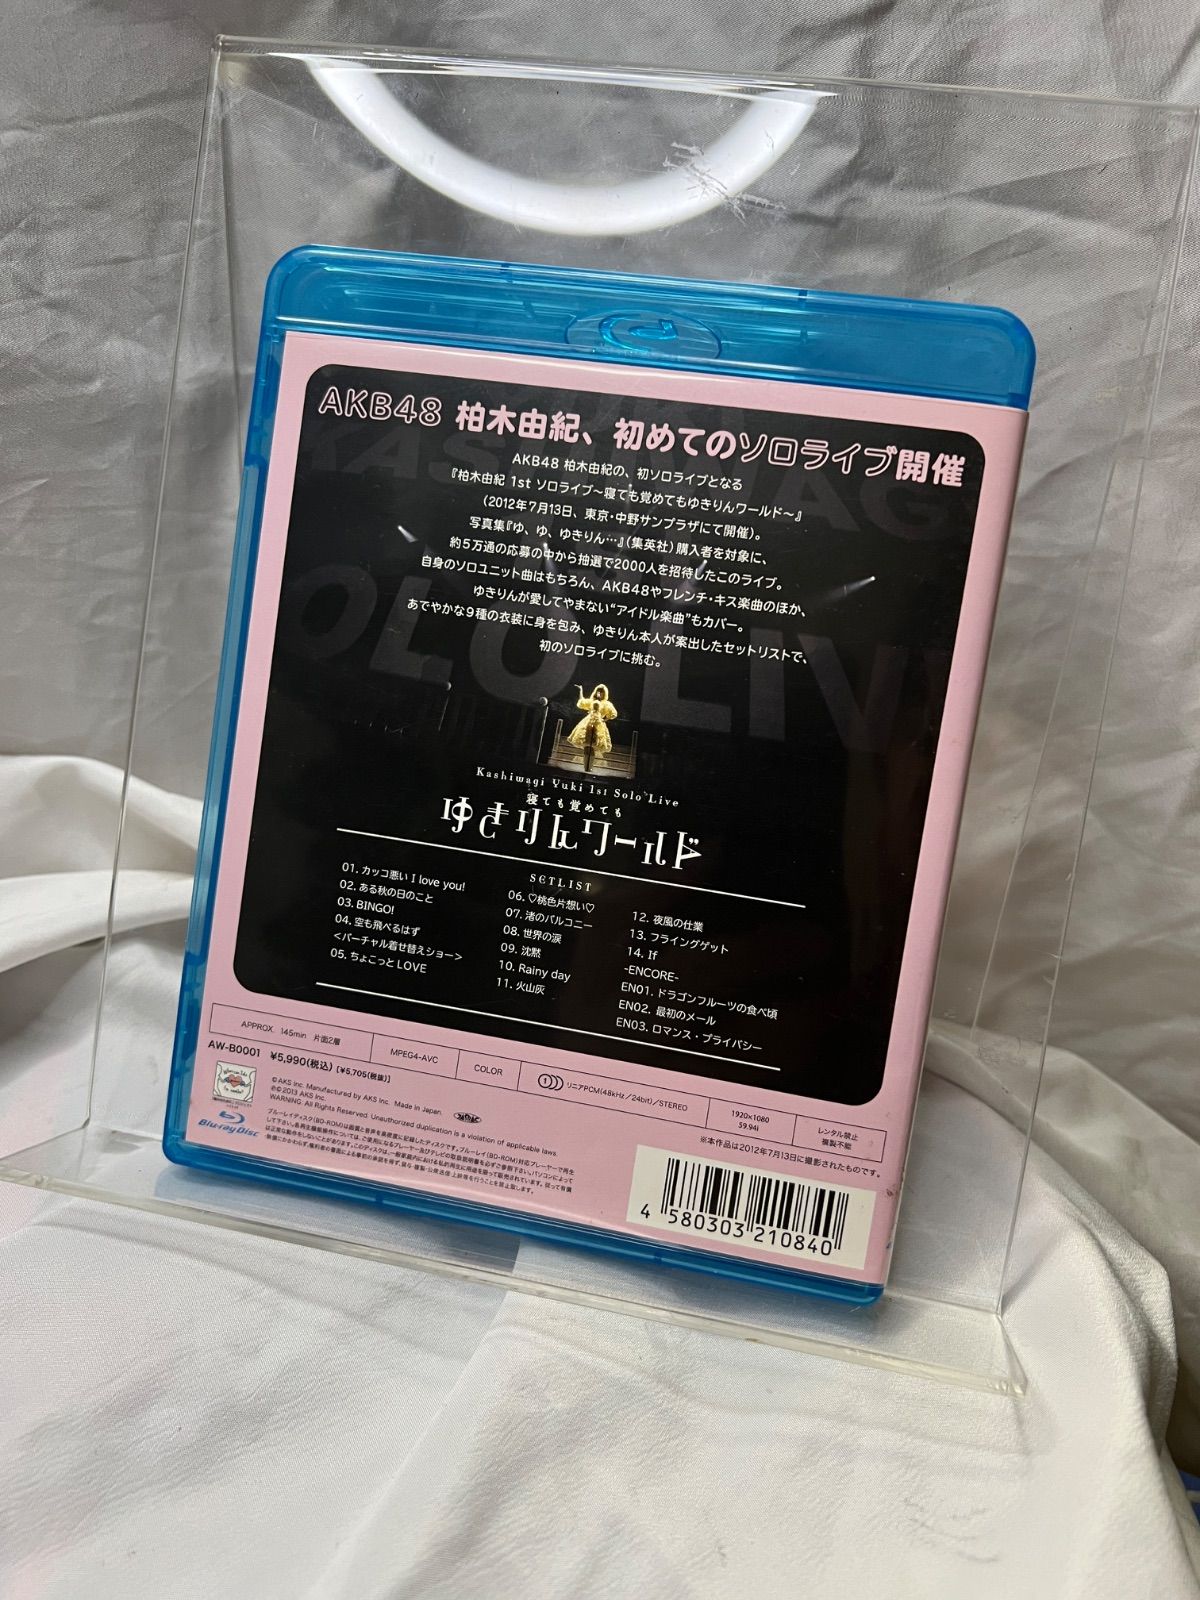 AKB48 柏木由紀、初めてのソロライブ開催
AKB48 柏木由紀の、初ソロライブとなる
『柏木由紀 1st ソロライブ～寝ても覚めてもゆきりんワールド～』
（2012年7月13日、東京・中野サンプラザにて開催）。
写真集『ゆ、ゆ、ゆきりん…』（集英社）購入者を対象に、
約5万通の応募の中から抽選で2000人を招待したこのライブ。
自身のソロユニット曲はもちろん、AKB48やフレンチ・キス楽曲のほか、
ゆきりんが愛してやまない“アイドル楽曲”もカバー。
あでやかな9種の衣装に身を包み、ゆきりん本人が案出したセットリストで、
初のソロライブに挑む。
Kashiwagi Yuki 1st Solo Live
寝ても覚めても
ゆきりんワールド
SETLIST
01. カッコ悪い I love you!
02. ある秋の日のこと
03. BINGO!
04. 空も飛べるはず
<バーチャル着せ替えショー>
05. ちょこっとLOVE
06. ♡桃色片想い♡
07. 渚のバルコニー
08. 世界の涙
09. 沈黙
10. Rainy day
11. 火山灰
12. 夜風の仕業
13. フライングゲット
14. If
-ENCORE-
EN01. ドラゴンフルーツの食べ頃
EN02. 最初のメール
EN03. ロマンス・プライバシー
APPROX. 145min 片面2層
MPEG4-AVC
COLOR
リニアPCM(48kHz/24bit)/STEREO
1920×1080
59.94i
レンタル禁止
複製不能
AW-B0001 ¥5,990(税込) [¥5,705(税抜)]
※本作品は2012年7月13日に撮影されたものです。
©AKS Inc. Manufactured by AKS Inc. Made in Japan.
℗©2013 AKS Inc.
WARNING. All Rights Reserved. Unauthorized duplication is a violation of applicable laws.
Blu-ray Disc
4 580303 210840